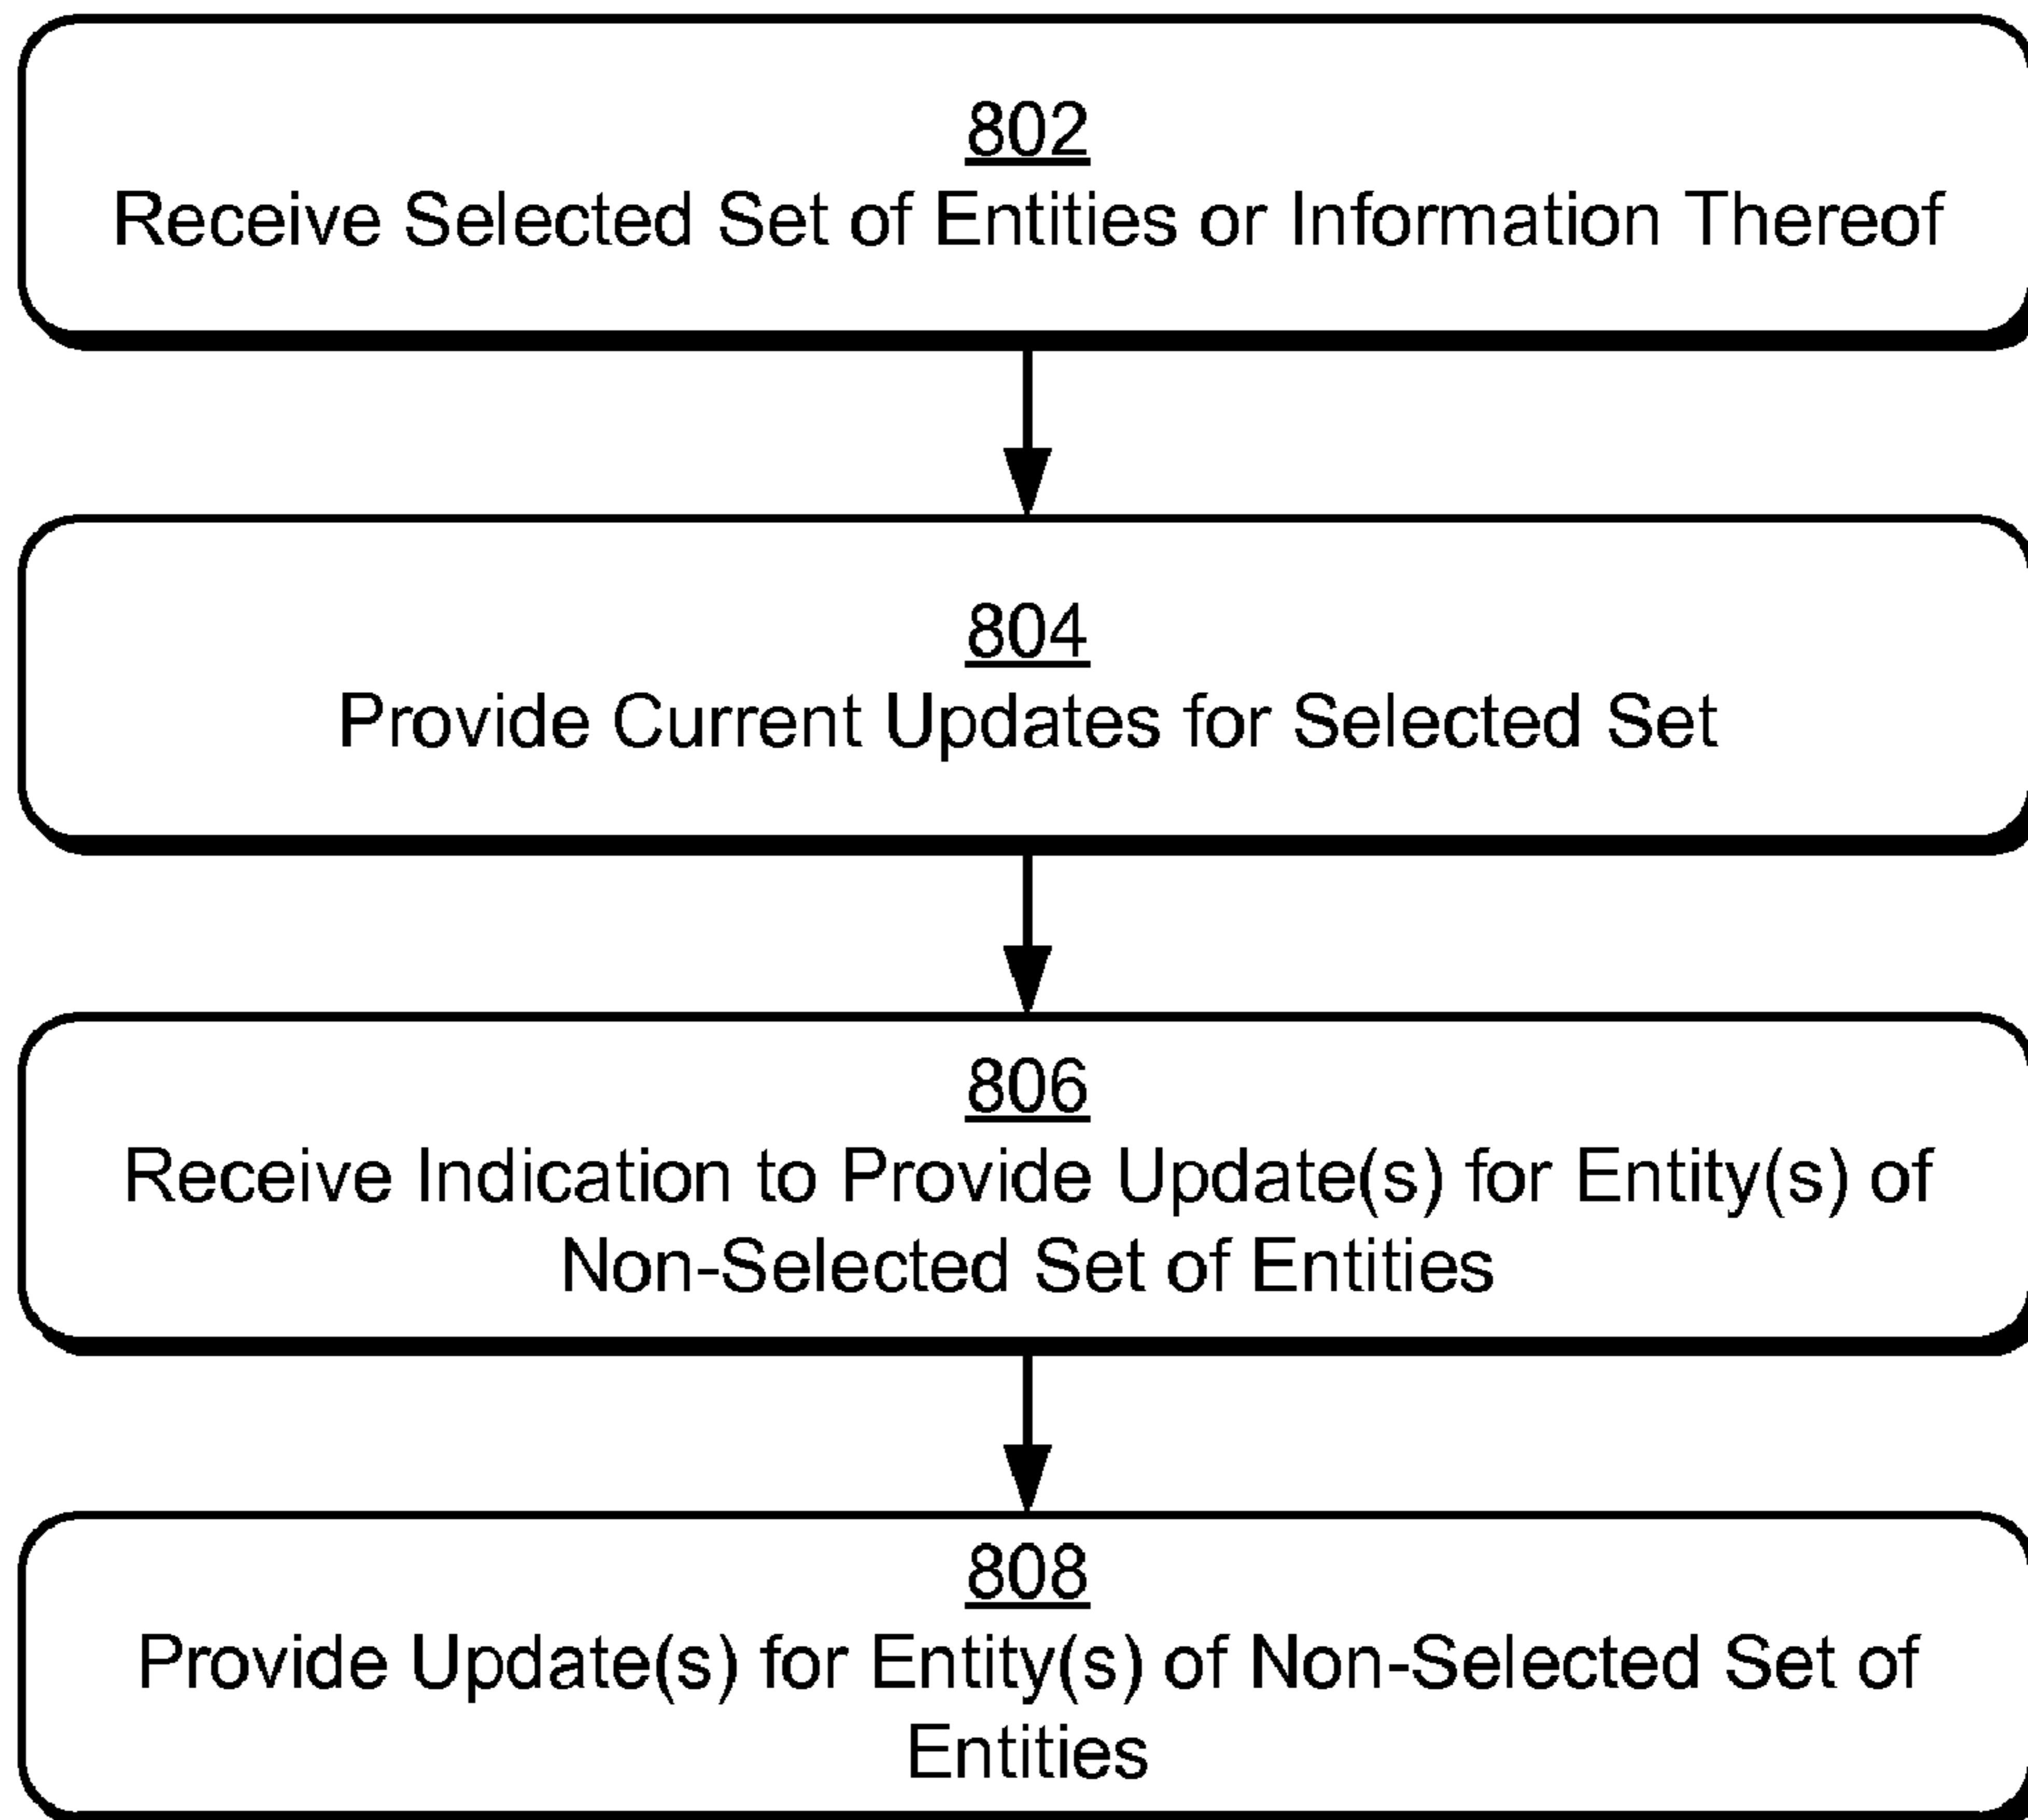 802
Receive Selected Set of Entities or Information Thereof
804
Provide Current Updates for Selected Set
806
Receive Indication to Provide Update(s) for Entity(s) of
Non-Selected Set of Entities
808
Provide Update(s) for Entity(s) of Non-Selected Set of
Entities